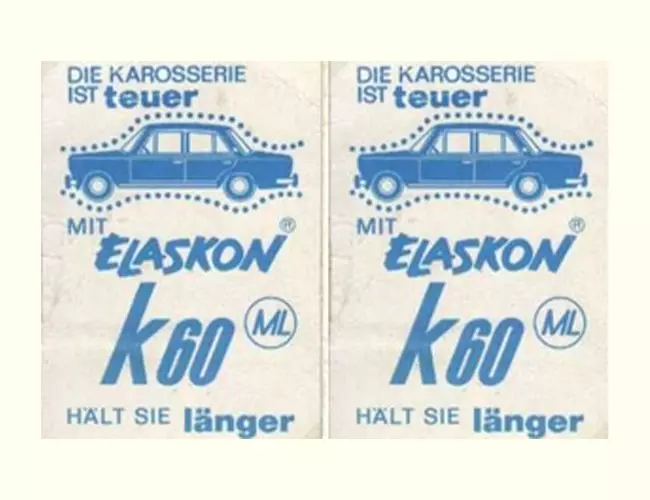 DIE KAROSSERIE
IST teuer
MIT
ELASKON®
k60 ML
HÄLT SIE länger
DIE KAROSSERIE
IST teuer
MIT
ELASKON®
k60 ML
HÄLT SIE länger